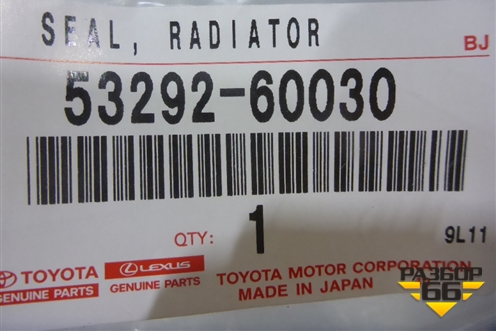 SEAL, RADIATOR BJ
53292-60030
QTY: 1 9L11
TOYOTA
GENUINE PARTS
LEXUS
GENUINE PARTS
TOYOTA MOTOR CORPORATION
MADE IN JAPAN
РАЗБОР
66